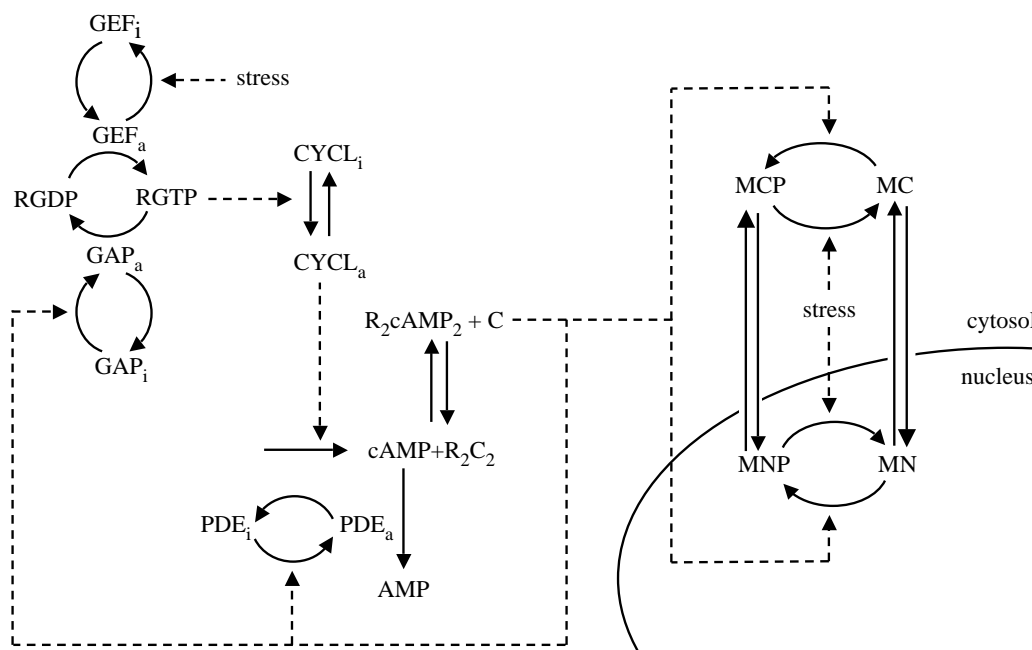 GEFi
stress
GEFa
CYCLi
RGDP
RGTP
MCP
MC
GAPa
CYCLa
stress
R2cAMP2 + C
cytosol
GAPi
nucleus
cAMP+R2C2
MNP
MN
PDEi
PDEa
AMP